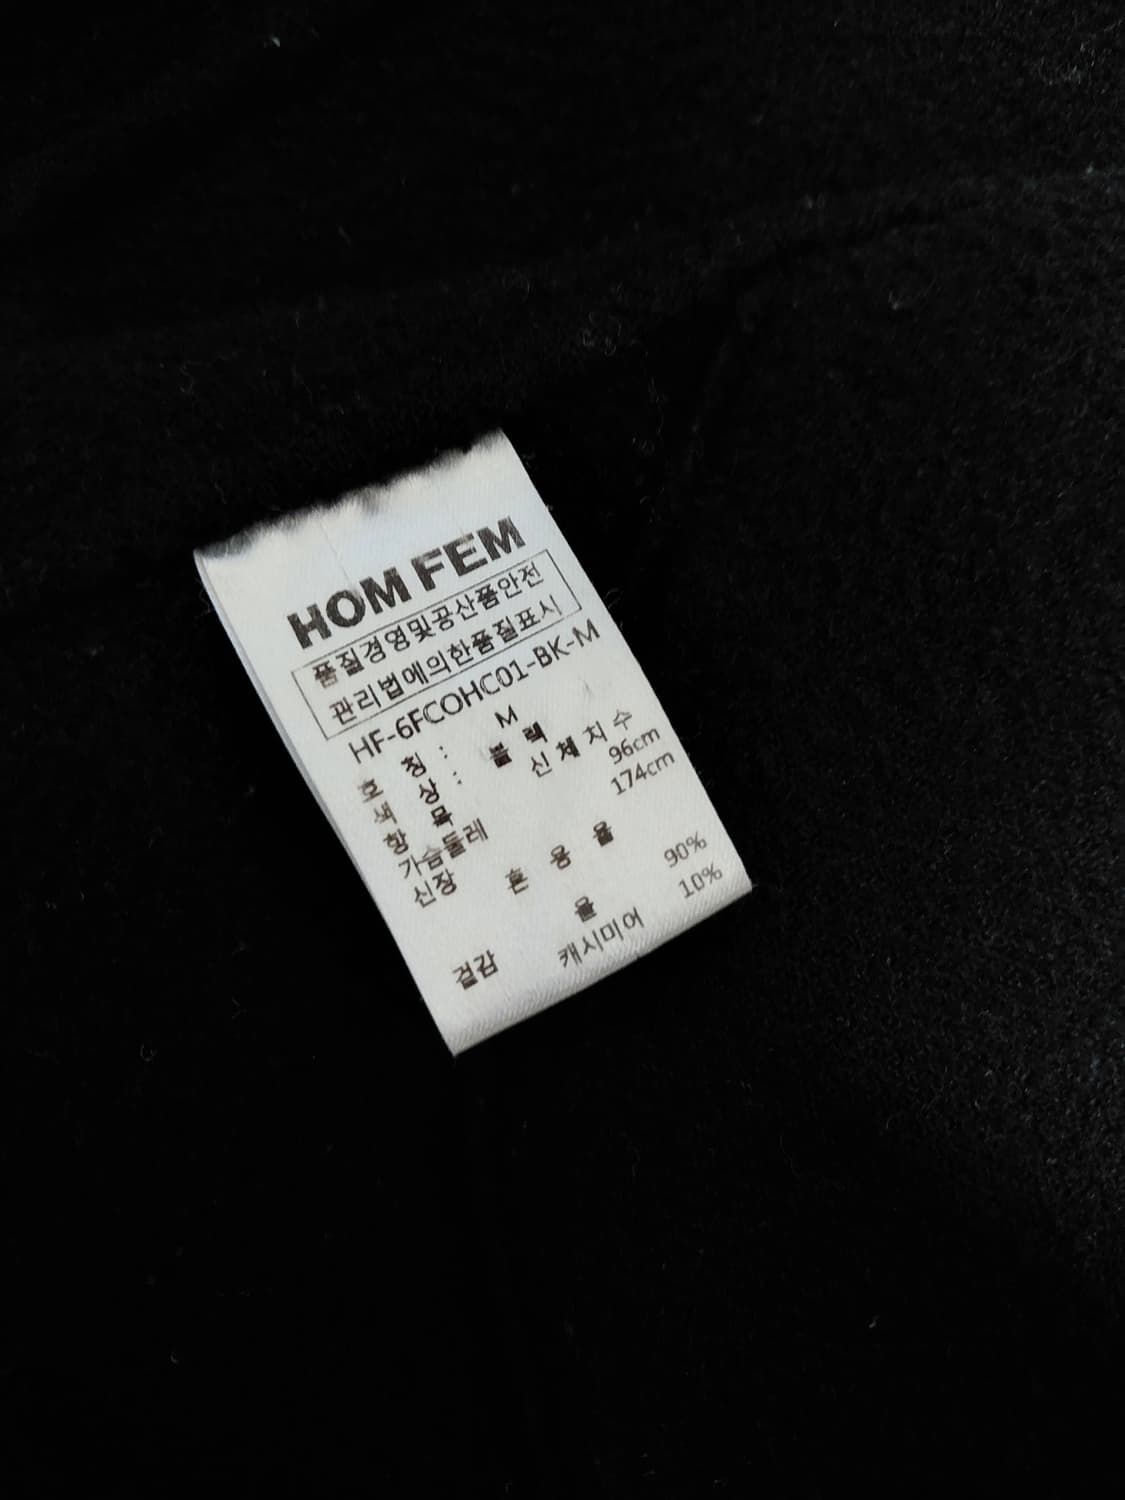 HOM FEM
품질경영및공산품안전
관리법에의한품질표시
HF-6FCOHC01-BK-M
호 칭 : M
색 상 : 블 랙
항 목 신 체 치 수
가슴둘레 96cm
신장 174cm
혼 용 율
겉감 울 90%
캐시미어 10%